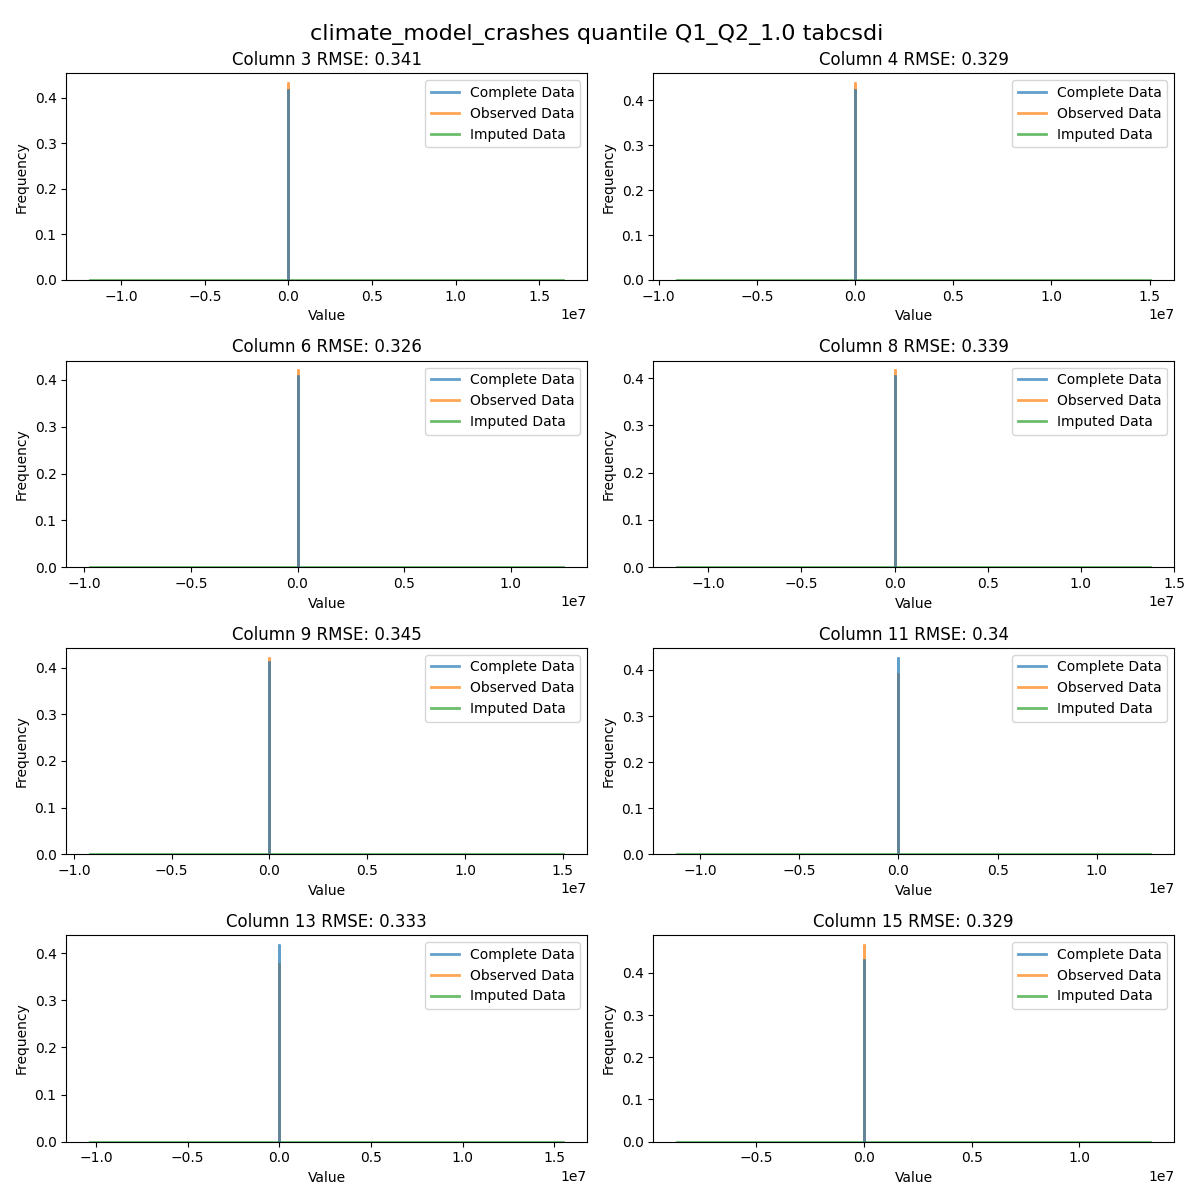 climate_model_crashes quantile Q1_Q2_1.0 tabcsdi
Column 3 RMSE: 0.341
Frequency
0.4
0.3
0.2
0.1
0.0
Complete Data
Observed Data
Imputed Data
−1.0 −0.5 0.0 0.5 1.0 1.5
Value
1e7
Column 4 RMSE: 0.329
Frequency
0.4
0.3
0.2
0.1
0.0
Complete Data
Observed Data
Imputed Data
−1.0 −0.5 0.0 0.5 1.0 1.5
Value
1e7
Column 6 RMSE: 0.326
Frequency
0.4
0.3
0.2
0.1
0.0
Complete Data
Observed Data
Imputed Data
−1.0 −0.5 0.0 0.5 1.0
Value
1e7
Column 8 RMSE: 0.339
Frequency
0.4
0.3
0.2
0.1
0.0
Complete Data
Observed Data
Imputed Data
−1.0 −0.5 0.0 0.5 1.0 1.5
Value
1e7
Column 9 RMSE: 0.345
Frequency
0.4
0.3
0.2
0.1
0.0
Complete Data
Observed Data
Imputed Data
−1.0 −0.5 0.0 0.5 1.0 1.5
Value
1e7
Column 11 RMSE: 0.34
Frequency
0.4
0.3
0.2
0.1
0.0
Complete Data
Observed Data
Imputed Data
−1.0 −0.5 0.0 0.5 1.0
Value
1e7
Column 13 RMSE: 0.333
Frequency
0.4
0.3
0.2
0.1
0.0
Complete Data
Observed Data
Imputed Data
−1.0 −0.5 0.0 0.5 1.0 1.5
Value
1e7
Column 15 RMSE: 0.329
Frequency
0.4
0.3
0.2
0.1
0.0
Complete Data
Observed Data
Imputed Data
−0.5 0.0 0.5 1.0
Value
1e7